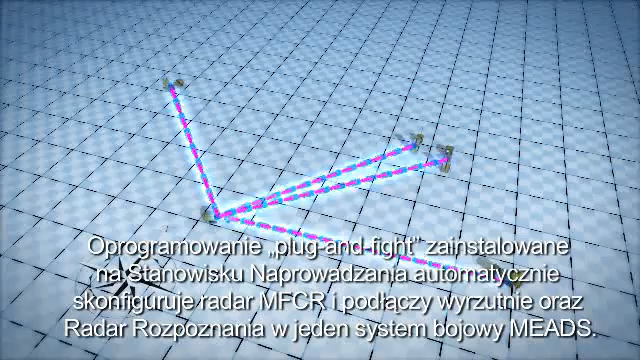 Oprogramowanie „plug-and-fight” zainstalowane
na Stanowisku Naprowadzania automatycznie
skonfiguruje radar MFCR i podłączy wyrzutnie oraz
Radar Rozpoznania w jeden system bojowy MEADS.